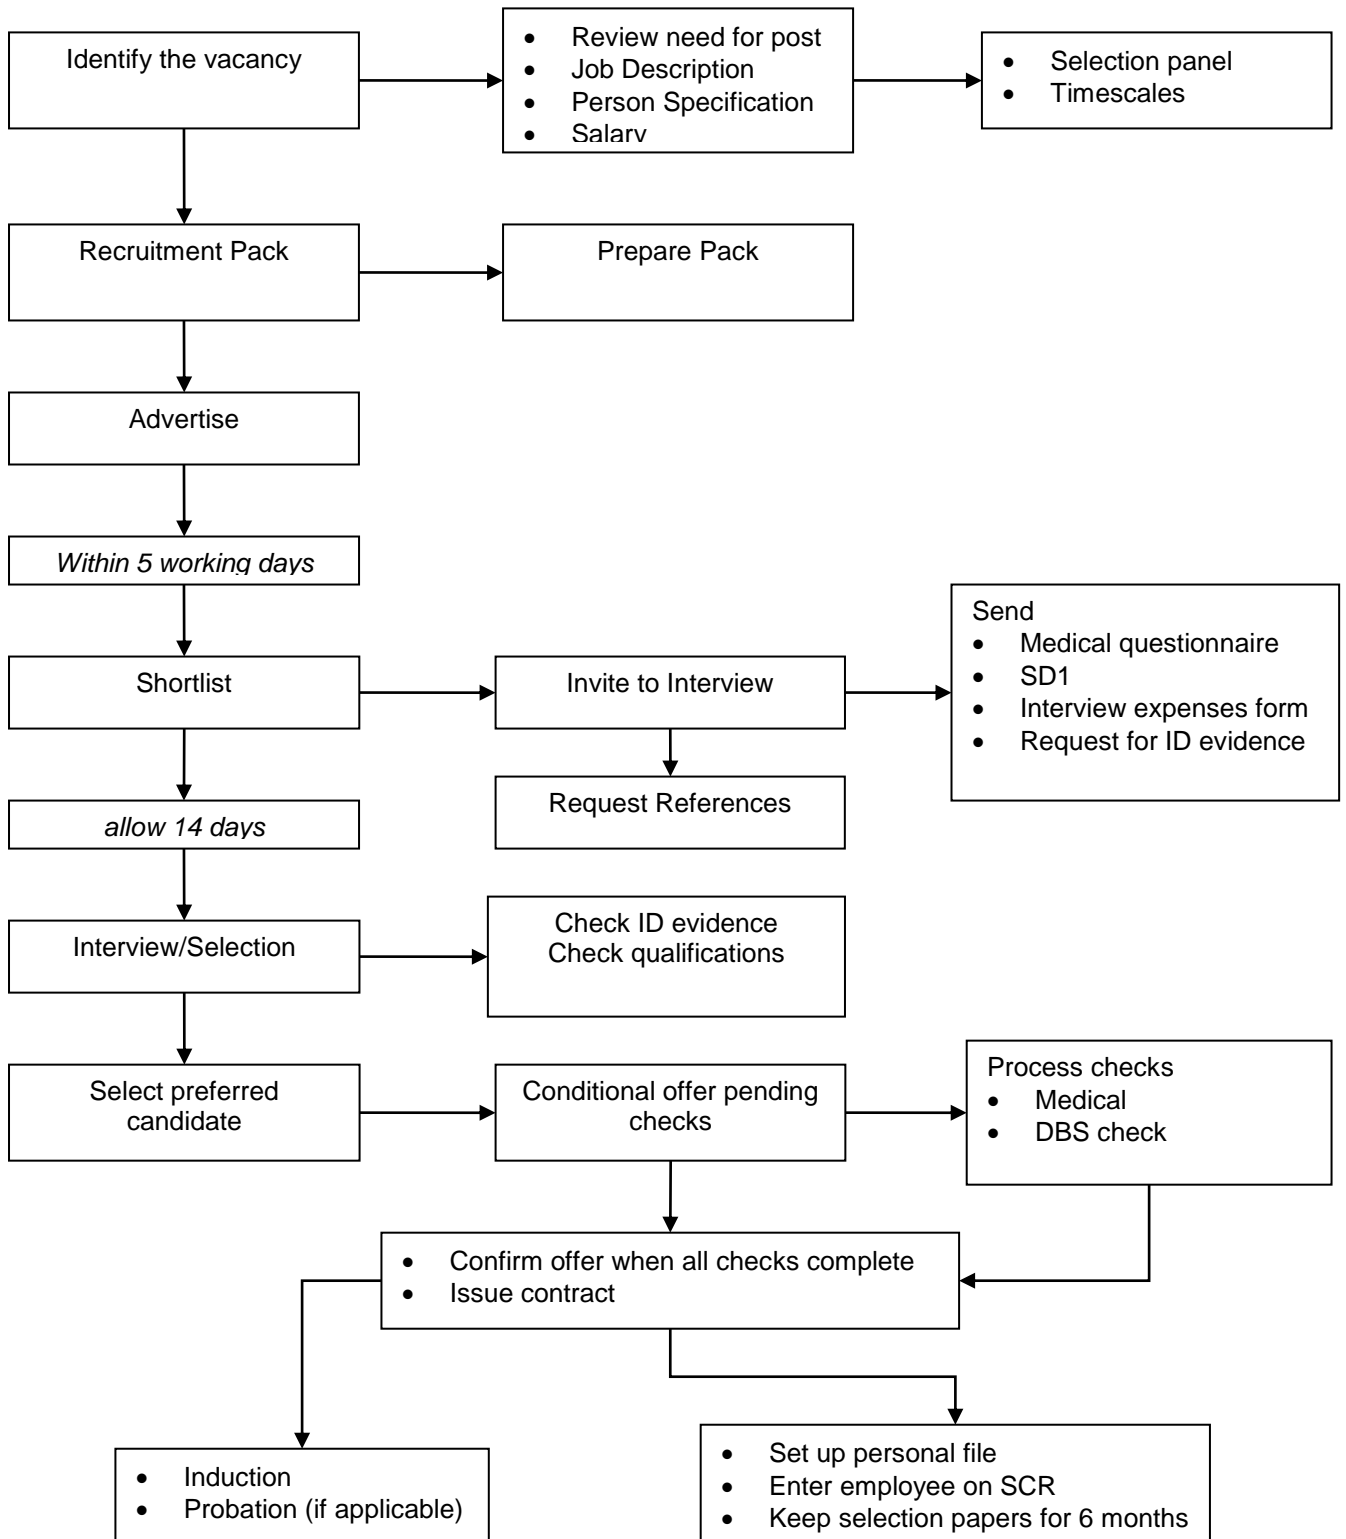 Identify the vacancy
• Review need for post
• Job Description
• Person Specification
• Salary
• Selection panel
• Timescales
Recruitment Pack
Prepare Pack
Advertise
Within 5 working days
Shortlist
Invite to Interview
Send
• Medical questionnaire
• SD1
• Interview expenses form
• Request for ID evidence
Request References
allow 14 days
Interview/Selection
Check ID evidence
Check qualifications
Select preferred
candidate
Conditional offer pending
checks
Process checks
• Medical
• DBS check
• Confirm offer when all checks complete
• Issue contract
• Induction
• Probation (if applicable)
• Set up personal file
• Enter employee on SCR
• Keep selection papers for 6 months